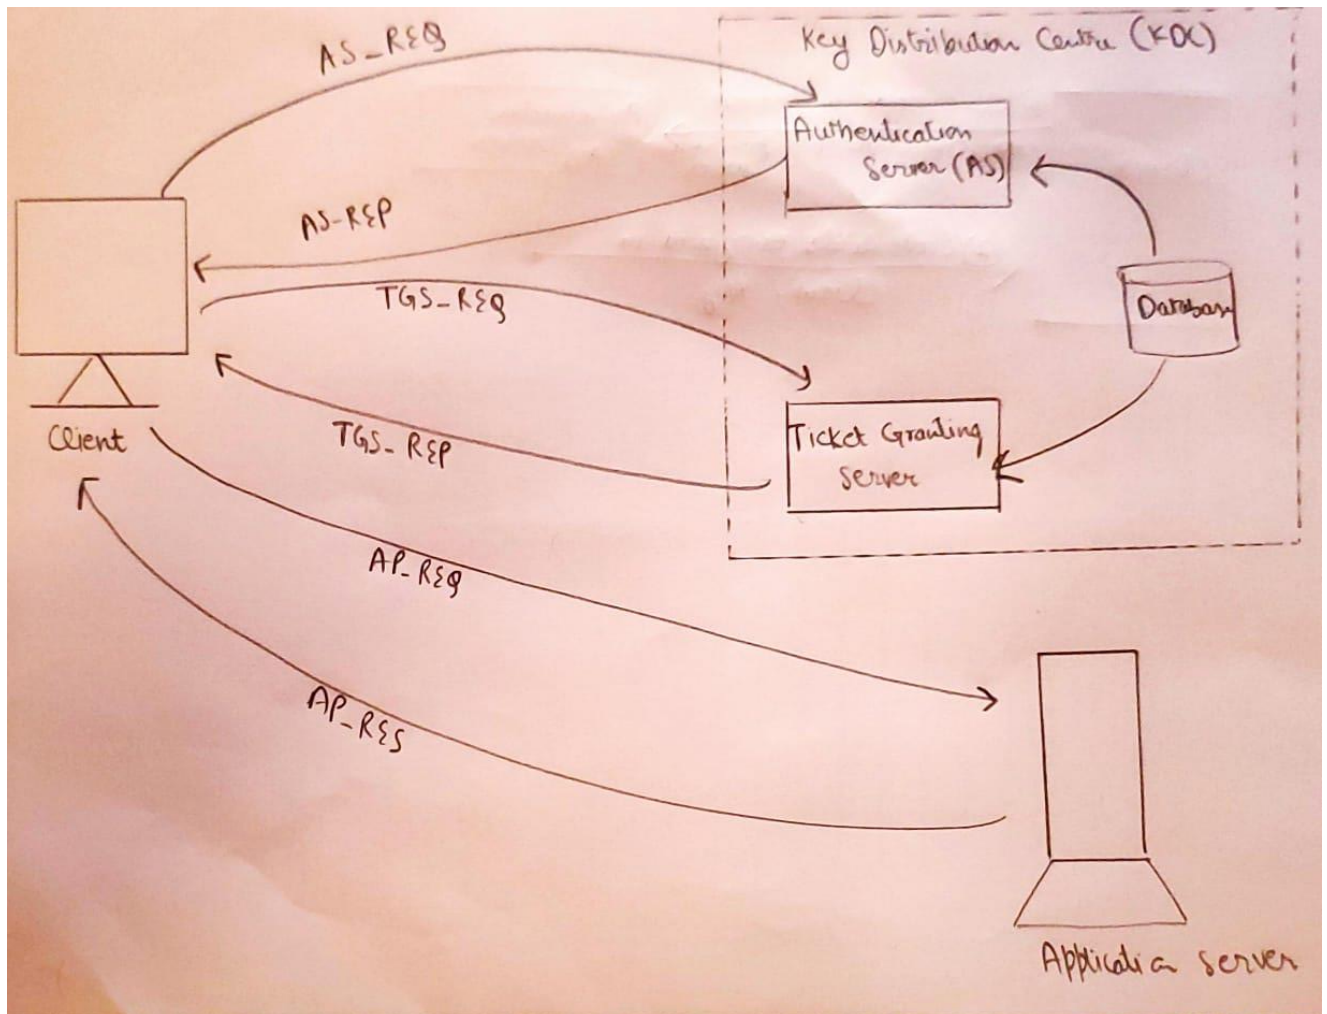 AS_REQ
Key Distribution Centre (KDC)
Authentication
Server (AS)
AS-REP
TGS_REQ
Database
Client
TGS_REP
Ticket Granting
Server
AP_REQ
AP_RES
Application server